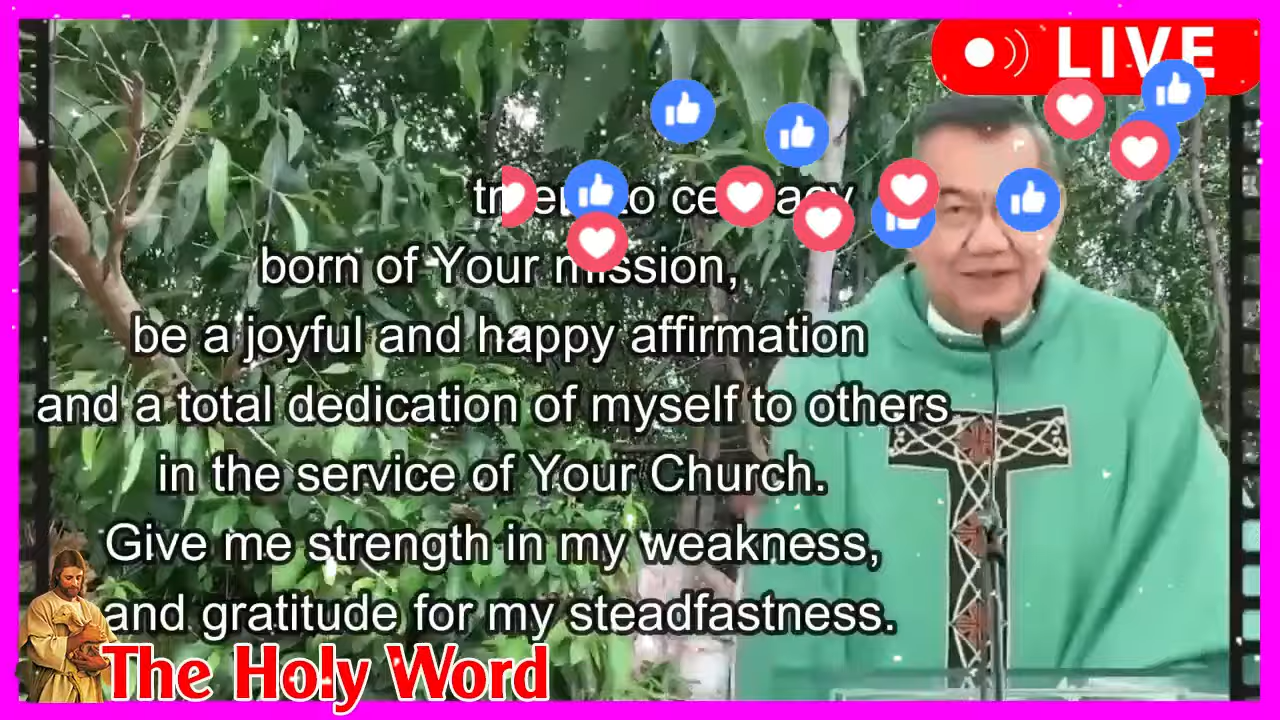 LIVE
to
born of Your mission,
be a joyful and happy affirmation
and a total dedication of myself to others
in the service of Your Church.
Give me strength in my weakness,
and gratitude for my steadfastness.
The Holy Word